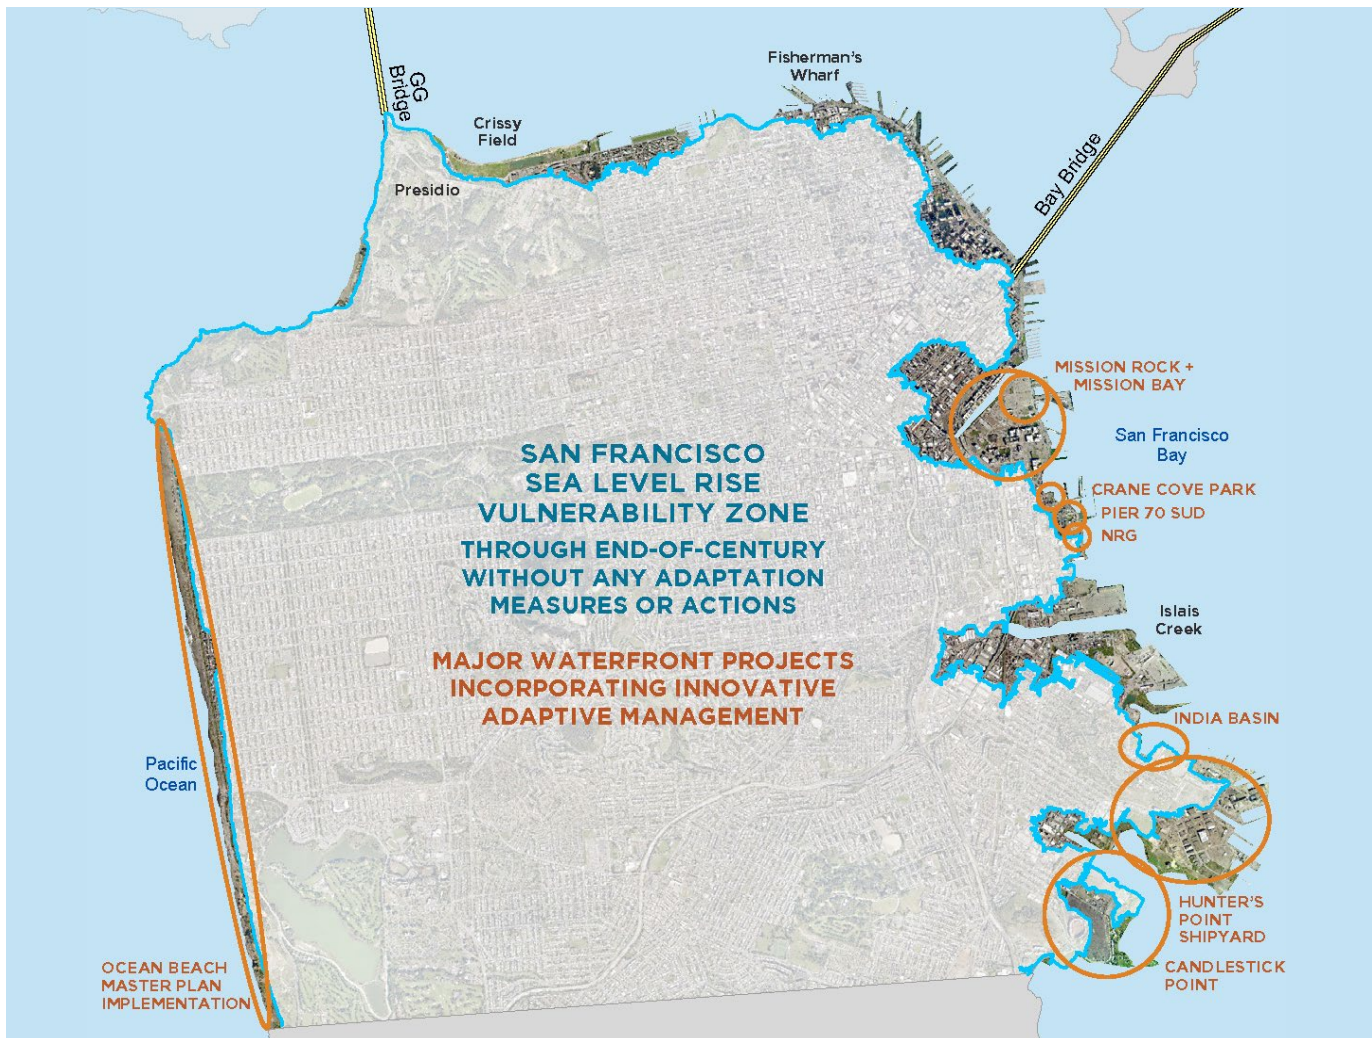 Fisherman's
Wharf
GG
Bridge
Crissy
Field
Presidio
Bay Bridge
MISSION ROCK +
MISSION BAY
San Francisco
Bay
SAN FRANCISCO
SEA LEVEL RISE
VULNERABILITY ZONE
THROUGH END-OF-CENTURY
WITHOUT ANY ADAPTATION
MEASURES OR ACTIONS
CRANE COVE PARK
PIER 70 SUD
NRG
Islais
Creek
MAJOR WATERFRONT PROJECTS
INCORPORATING INNOVATIVE
ADAPTIVE MANAGEMENT
INDIA BASIN
Pacific
Ocean
HUNTER'S
POINT
SHIPYARD
CANDLESTICK
POINT
OCEAN BEACH
MASTER PLAN
IMPLEMENTATION